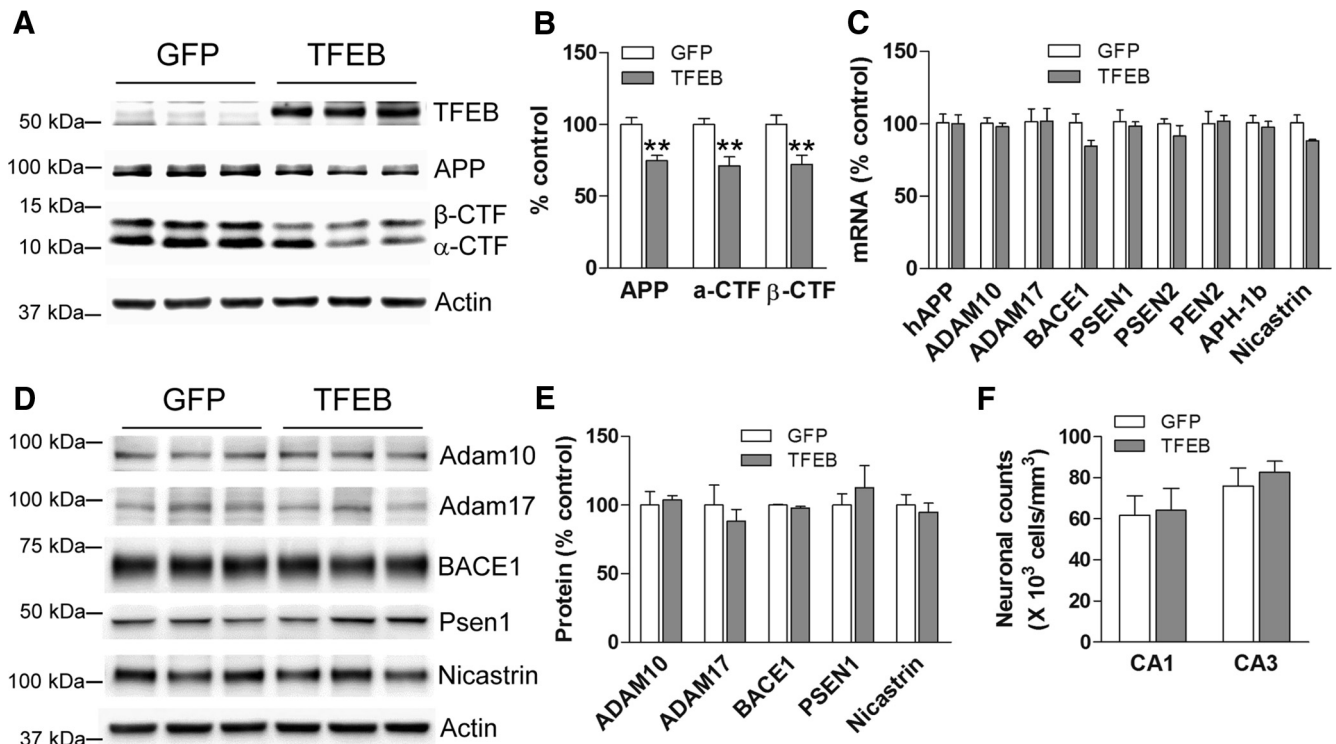 A
GFP TFEB
50 kDa
TFEB
100 kDa
APP
15 kDa
β-CTF
10 kDa
α-CTF
Actin
37 kDa
B
GFP
TFEB
150
100
50
0
% control
** ** **
APP a-CTF β-CTF
C
GFP
TFEB
150
100
50
0
mRNA (% control)
hAPP ADAM10 ADAM17 BACE1 PSEN1 PSEN2 PEN2 APH-1b Nicastrin
D
GFP TFEB
100 kDa
Adam10
100 kDa
Adam17
75 kDa
BACE1
50 kDa
Psen1
Nicastrin
100 kDa
Actin
37 kDa
E
GFP
TFEB
150
100
50
0
Protein (% control)
ADAM10 ADAM17 BACE1 PSEN1 Nicastrin
F
GFP
TFEB
100
80
60
40
20
0
Neuronal counts
(X 10³ cells/mm³)
CA1 CA3